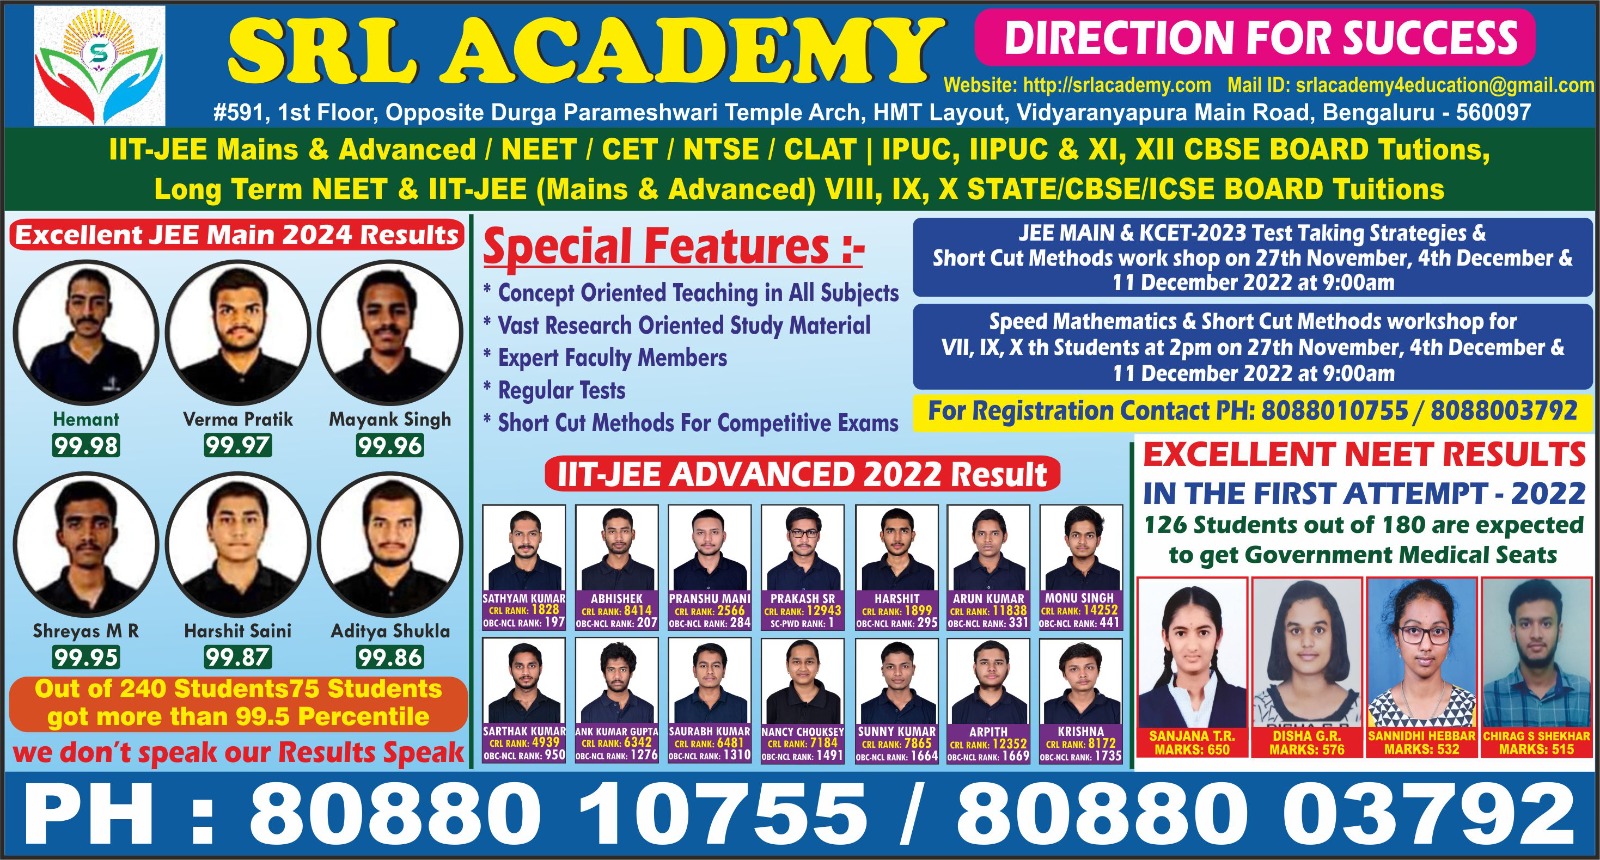 S
SRL ACADEMY
DIRECTION FOR SUCCESS
Website: http://srlacademy.com Mail ID: srlacademy4education@gmail.com
#591, 1st Floor, Opposite Durga Parameshwari Temple Arch, HMT Layout, Vidyaranyapura Main Road, Bengaluru - 560097
IIT-JEE Mains & Advanced / NEET / CET / NTSE / CLAT | IPUC, IIPUC & XI, XII CBSE BOARD Tutions,
Long Term NEET & IIT-JEE (Mains & Advanced) VIII, IX, X STATE/CBSE/ICSE BOARD Tuitions
Excellent JEE Main 2024 Results
Hemant Verma Pratik Mayank Singh
99.98 99.97 99.96
Shreyas M R Harshit Saini Aditya Shukla
99.95 99.87 99.86
Out of 240 Students75 Students
got more than 99.5 Percentile
we don't speak our Results Speak
Special Features :-
* Concept Oriented Teaching in All Subjects
* Vast Research Oriented Study Material
* Expert Faculty Members
* Regular Tests
* Short Cut Methods For Competitive Exams
JEE MAIN & KCET-2023 Test Taking Strategies &
Short Cut Methods work shop on 27th November, 4th December &
11 December 2022 at 9:00am
Speed Mathematics & Short Cut Methods workshop for
VII, IX, X th Students at 2pm on 27th November, 4th December &
11 December 2022 at 9:00am
For Registration Contact PH: 8088010755 / 8088003792
IIT-JEE ADVANCED 2022 Result
SATHYAM KUMAR ABHISHEK PRANSHU MANI PRAKASH SR HARSHIT ARUN KUMAR MONU SINGH
CRL RANK: 1828 CRL RANK: 8414 CRL RANK: 2566 CRL RANK: 12943 CRL RANK: 1899 CRL RANK: 11838 CRL RANK: 14252
OBC-NCL RANK: 197 OBC-NCL RANK: 207 OBC-NCL RANK: 284 SC-PWD RANK: 1 OBC-NCL RANK: 295 OBC-NCL RANK: 331 OBC-NCL RANK: 441
SARTHAK KUMAR ANK KUMAR GUPTA SAURABH KUMAR NANCY CHOUKSEY SUNNY KUMAR ARPITH KRISHNA
CRL RANK: 4939 CRL RANK: 6342 CRL RANK: 6481 CRL RANK: 7184 CRL RANK: 7865 CRL RANK: 12352 CRL RANK: 8172
OBC-NCL RANK: 950 OBC-NCL RANK: 1276 OBC-NCL RANK: 1310 OBC-NCL RANK: 1491 OBC-NCL RANK: 1664 OBC-NCL RANK: 1669 OBC-NCL RANK: 1735
EXCELLENT NEET RESULTS
IN THE FIRST ATTEMPT - 2022
126 Students out of 180 are expected
to get Government Medical Seats
DISHA G R
SANJANA T.R. DISHA G.R. SANNIDHI HEBBAR CHIRAG S SHEKHAR
MARKS: 650 MARKS: 576 MARKS: 532 MARKS: 515
PH : 80880 10755 / 80880 03792